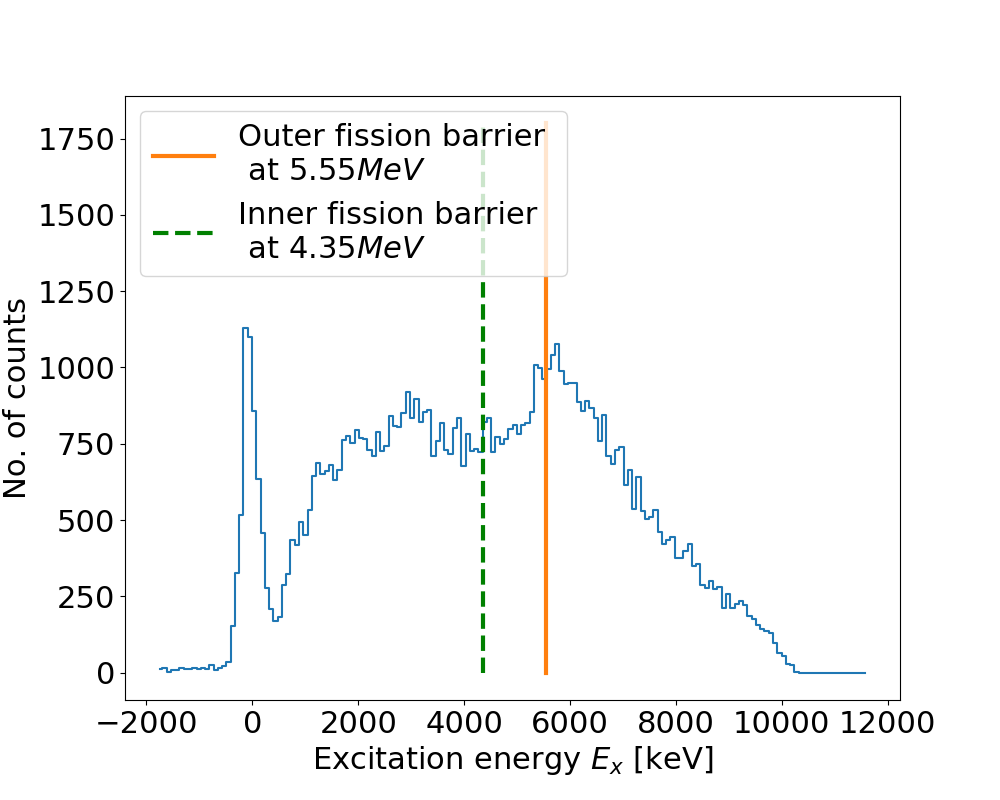 Outer fission barrier
at 5.55MeV
Inner fission barrier
at 4.35MeV
1750
1500
1250
1000
750
500
250
0
No. of counts
−2000 0 2000 4000 6000 8000 10000 12000
Excitation energy Eₓ [keV]